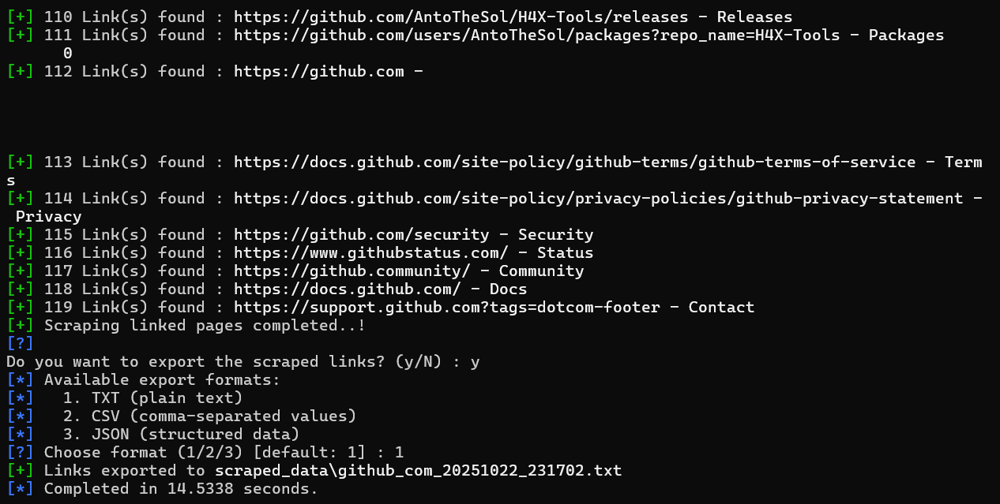 [+] 110 Link(s) found : https://github.com/AntoTheSol/H4X-Tools/releases - Releases
[+] 111 Link(s) found : https://github.com/users/AntoTheSol/packages?repo_name=H4X-Tools - Packages
      0
[+] 112 Link(s) found : https://github.com -
[+] 113 Link(s) found : https://docs.github.com/site-policy/github-terms/github-terms-of-service - Term
s
[+] 114 Link(s) found : https://docs.github.com/site-policy/privacy-policies/github-privacy-statement -
 Privacy
[+] 115 Link(s) found : https://github.com/security - Security
[+] 116 Link(s) found : https://www.githubstatus.com/ - Status
[+] 117 Link(s) found : https://github.community/ - Community
[+] 118 Link(s) found : https://docs.github.com/ - Docs
[+] 119 Link(s) found : https://support.github.com?tags=dotcom-footer - Contact
[+] Scraping linked pages completed..!
[?]
Do you want to export the scraped links? (y/N) : y
[*] Available export formats:
[*]   1. TXT (plain text)
[*]   2. CSV (comma-separated values)
[*]   3. JSON (structured data)
[?] Choose format (1/2/3) [default: 1] : 1
[+] Links exported to scraped_data\github_com_20251022_231702.txt
[*] Completed in 14.5338 seconds.